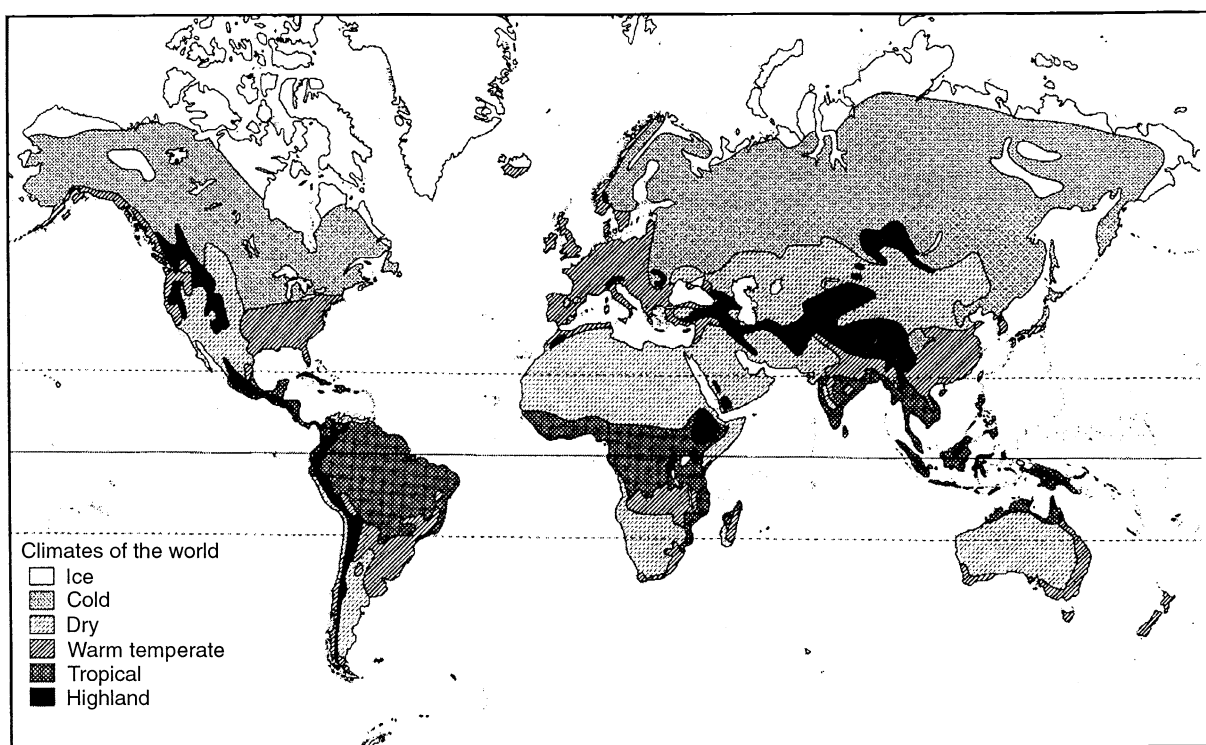 Climates of the world
Ice
Cold
Dry
Warm temperate
Tropical
Highland